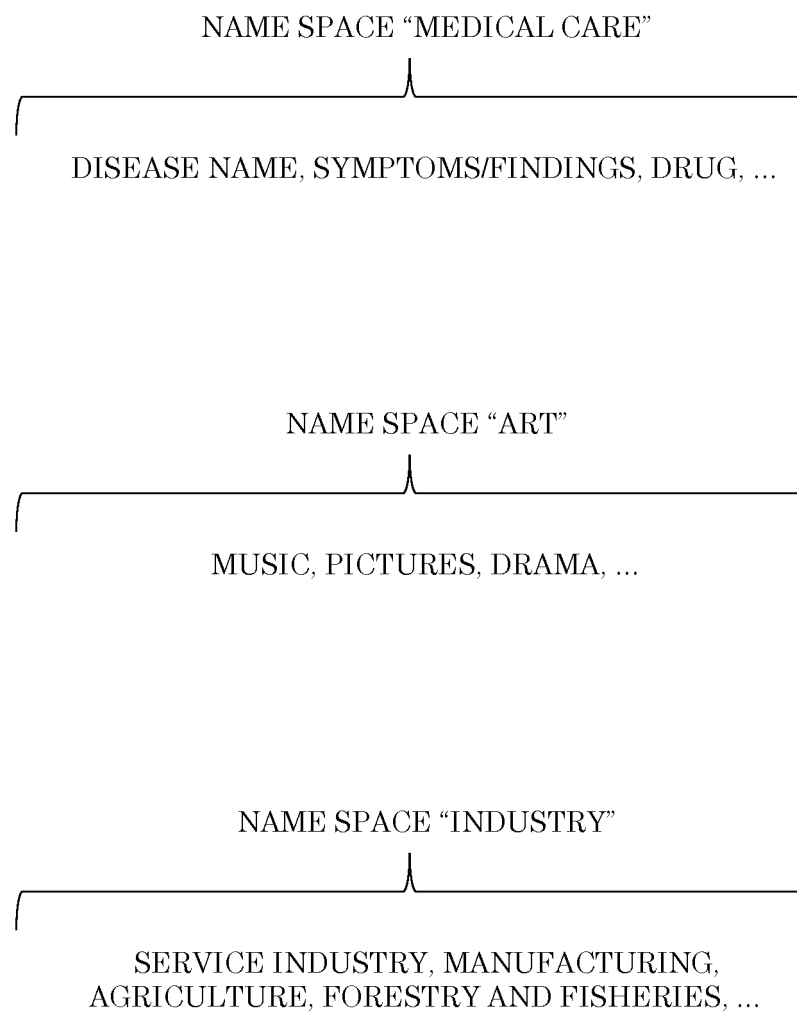 NAME SPACE “MEDICAL CARE”
DISEASE NAME, SYMPTOMS/FINDINGS, DRUG, ...
NAME SPACE “ART”
MUSIC, PICTURES, DRAMA, ...
NAME SPACE “INDUSTRY”
SERVICE INDUSTRY, MANUFACTURING,
AGRICULTURE, FORESTRY AND FISHERIES, ...